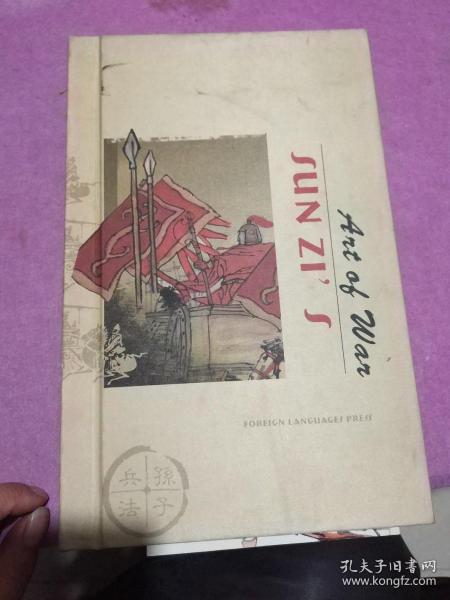 SUN ZI'S
Art of War
FOREIGN LANGUAGES PRESS
孫子
兵法
孔夫子旧书网
www.kongfz.com